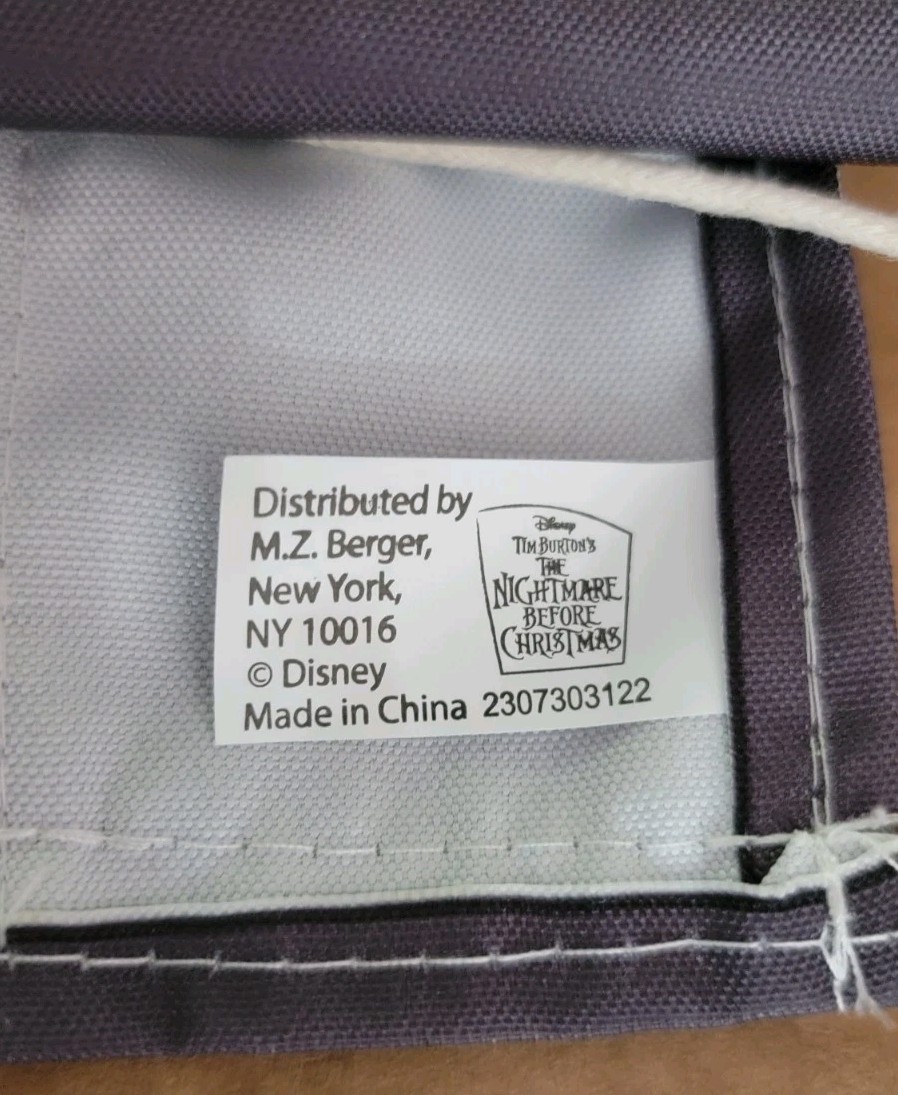 Distributed by
M.Z. Berger,
New York,
NY 10016
© Disney
Made in China 2307303122
Disney
TIM BURTON'S
THE
NIGHTMARE
BEFORE
CHRISTMAS